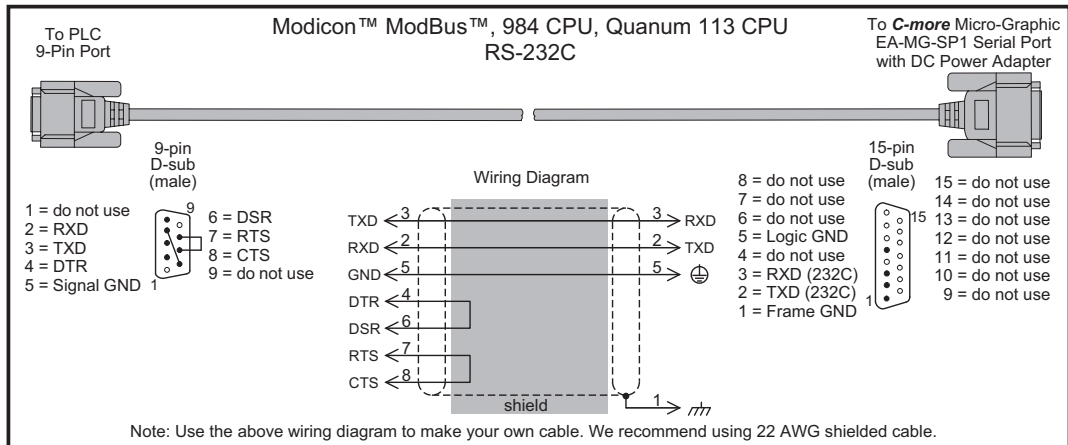 Modicon™ ModBus™, 984 CPU, Quanum 113 CPU
RS-232C
To PLC
9-Pin Port
To C-more Micro-Graphic
EA-MG-SP1 Serial Port
with DC Power Adapter
9-pin
D-sub
(male)
1 = do not use
2 = RXD
3 = TXD
4 = DTR
5 = Signal GND
9
1
6 = DSR
7 = RTS
8 = CTS
9 = do not use
Wiring Diagram
TXD 3 3 RXD
RXD 2 2 TXD
GND 5 5
DTR 4
DSR 6
RTS 7
CTS 8
shield
1
15-pin
D-sub
(male)
8 = do not use
7 = do not use
6 = do not use
5 = Logic GND
4 = do not use
3 = RXD (232C)
2 = TXD (232C)
1 = Frame GND
15
1
15 = do not use
14 = do not use
13 = do not use
12 = do not use
11 = do not use
10 = do not use
9 = do not use
Note: Use the above wiring diagram to make your own cable. We recommend using 22 AWG shielded cable.